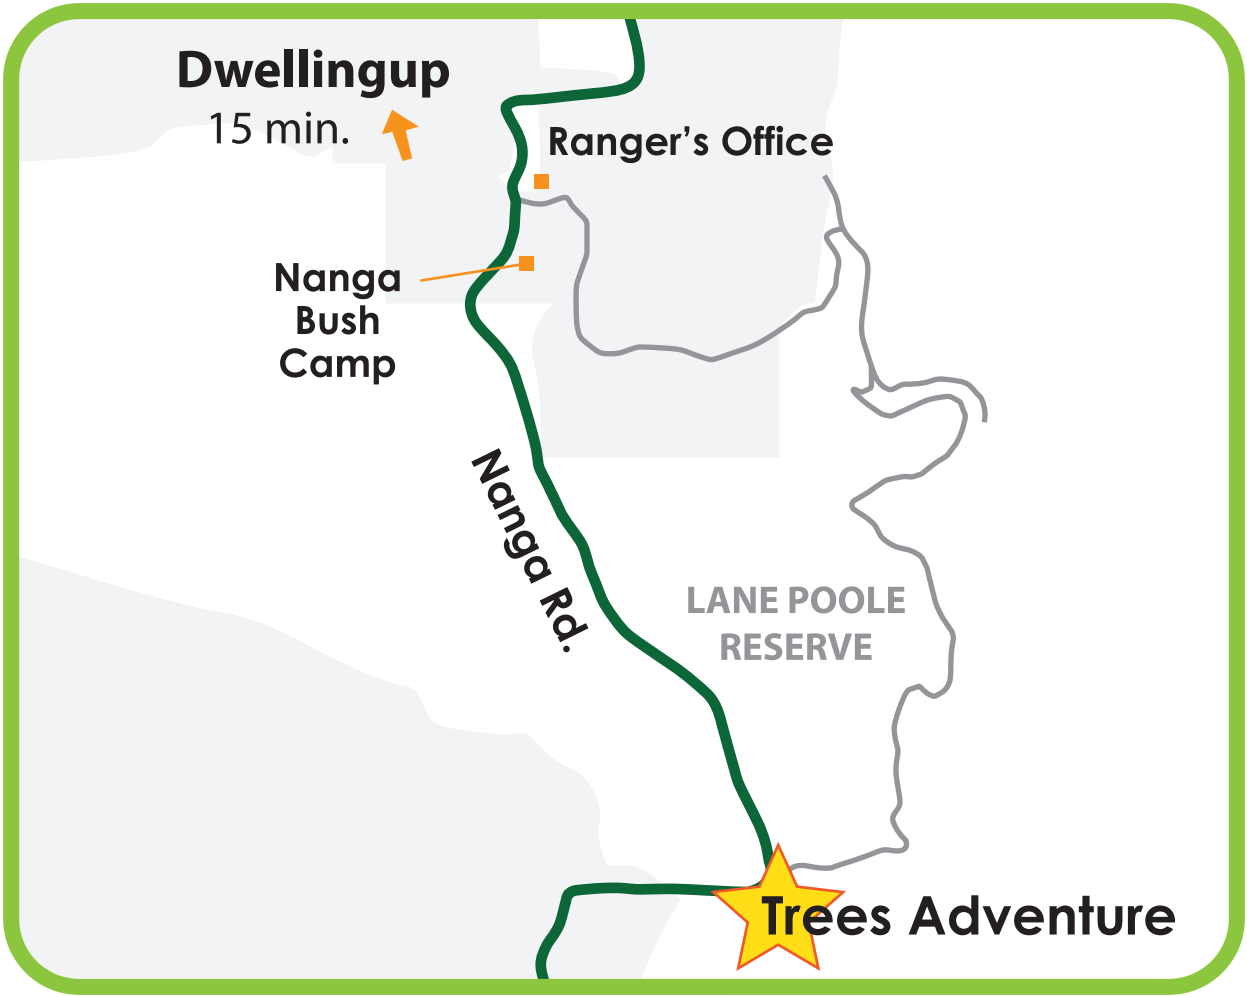 Dwellingup
15 min.
Ranger's Office
Nanga
Bush
Camp
Nanga Rd.
LANE POOLE
RESERVE
Trees Adventure